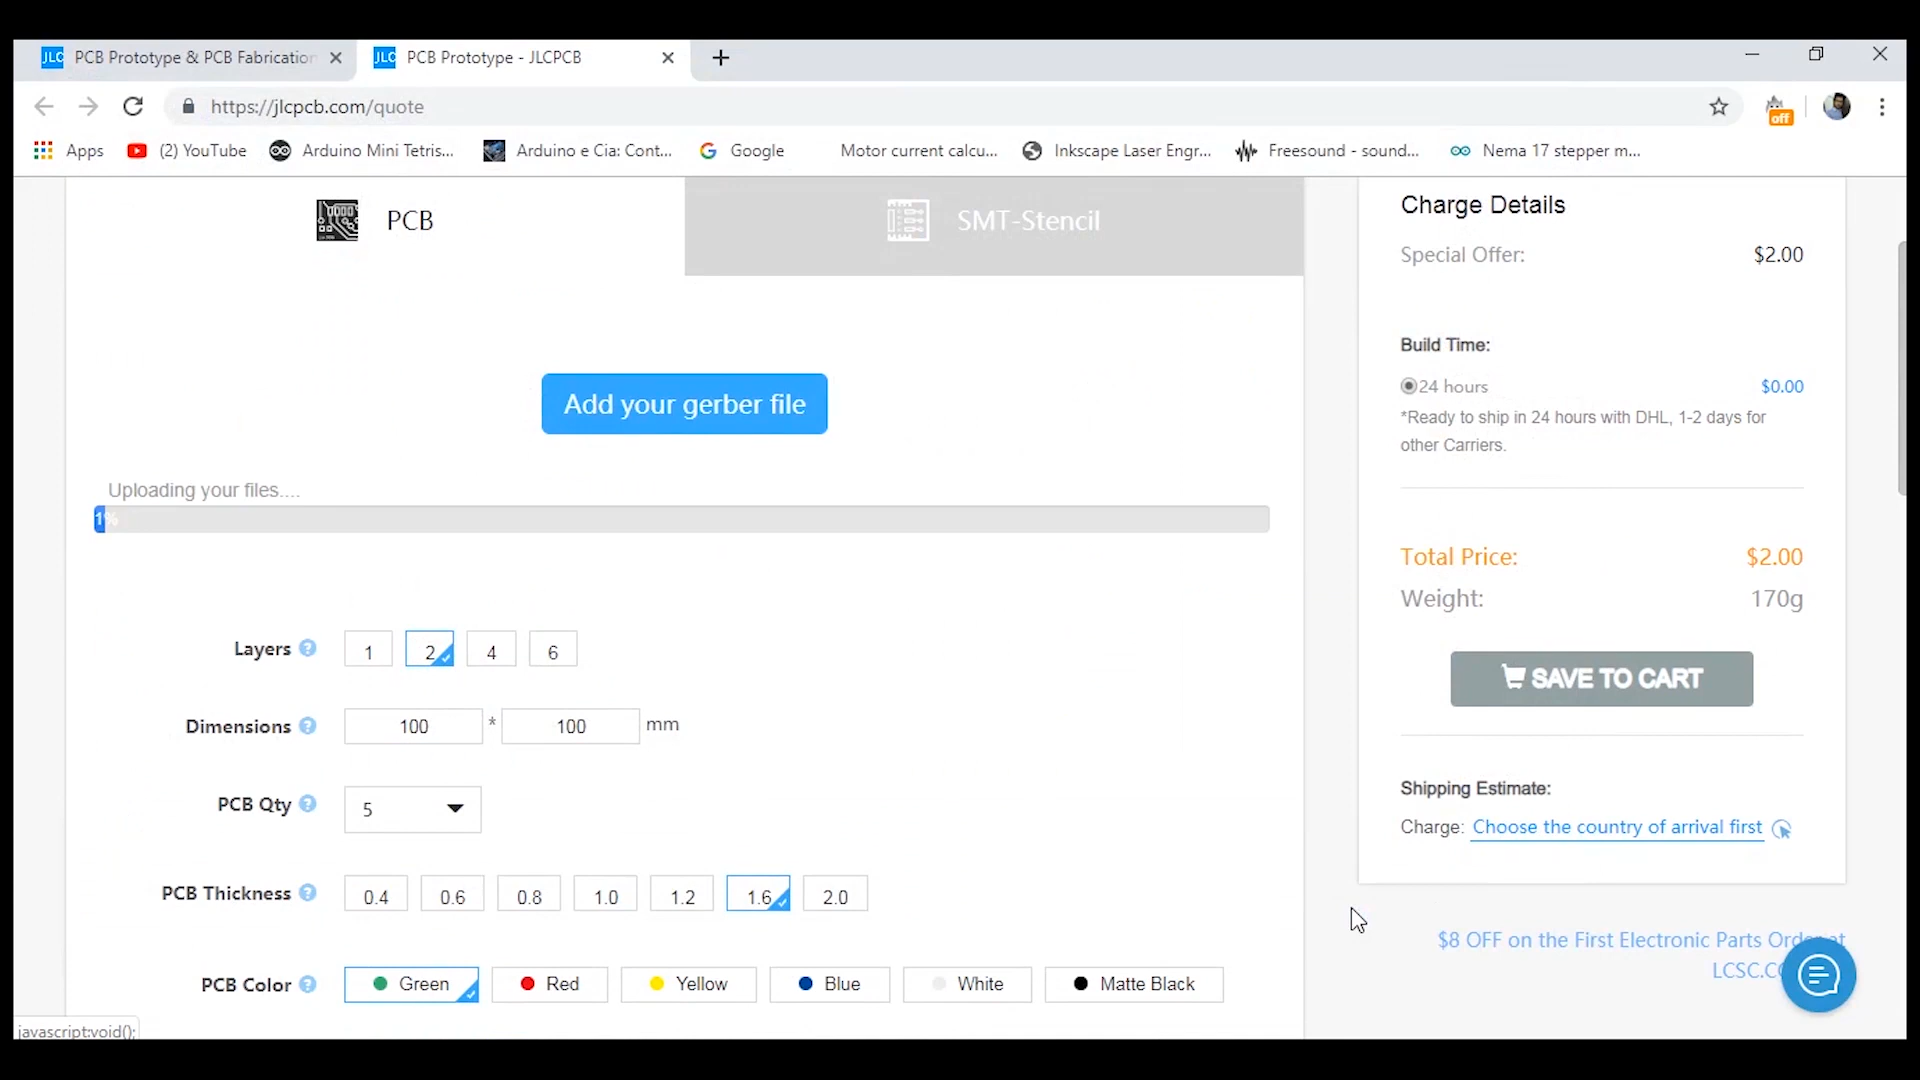 JLC PCB Prototype & PCB Fabrication
JLC PCB Prototype - JLCPCB
https://jlcpcb.com/quote
off
Apps
(2) YouTube
Arduino Mini Tetris...
Arduino e Cia: Cont...
Google
Motor current calcu...
Inkscape Laser Engr...
Freesound - sound...
Nema 17 stepper m...
PCB
SMT-Stencil
Add your gerber file
Uploading your files....
1%
Layers ? 1 2 4 6
Dimensions ? 100 * 100 mm
PCB Qty ? 5
PCB Thickness ? 0.4 0.6 0.8 1.0 1.2 1.6 2.0
PCB Color ? Green Red Yellow Blue White Matte Black
javascript:void();
Charge Details
Special Offer: $2.00
Build Time:
24 hours $0.00
*Ready to ship in 24 hours with DHL, 1-2 days for
other Carriers.
Total Price: $2.00
Weight: 170g
SAVE TO CART
Shipping Estimate:
Charge: Choose the country of arrival first
$8 OFF on the First Electronic Parts Order at